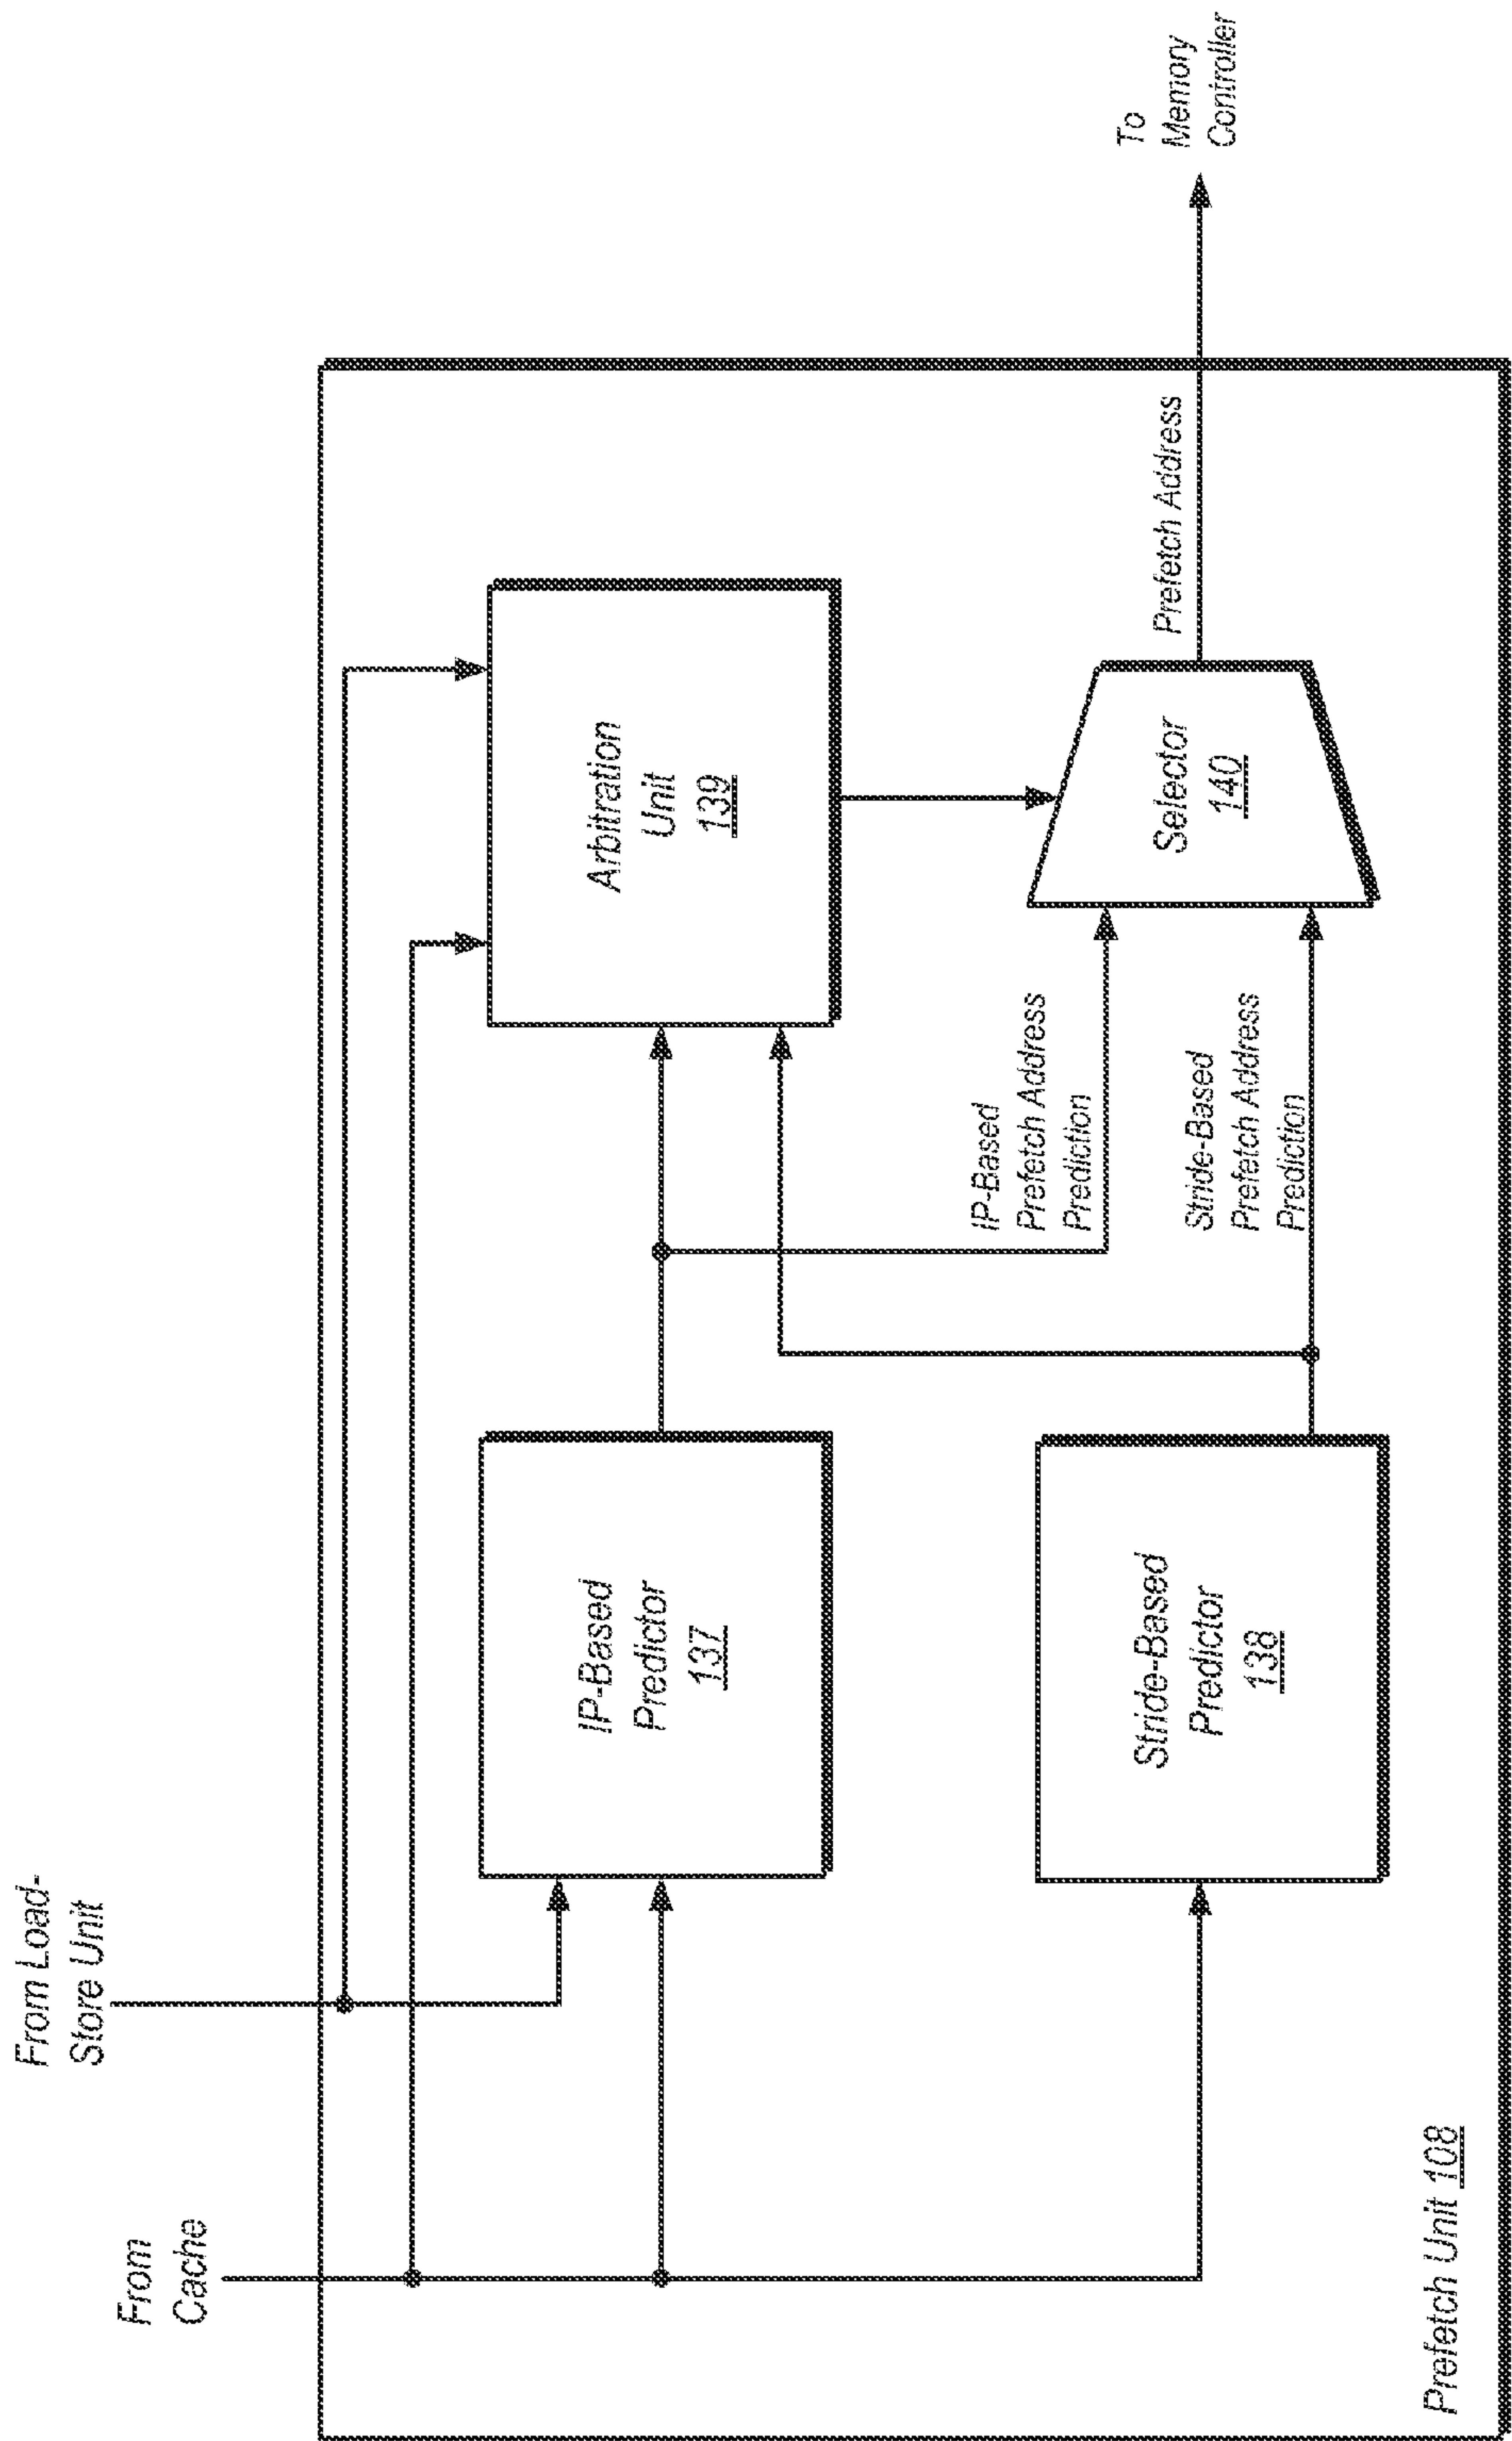 From Load-
Store Unit
From
Cache
IP-Based
Predictor
137
Arbitration
Unit
139
IP-Based
Prefetch Address
Prediction
Stride-Based
Prefetch Address
Prediction
Stride-Based
Predictor
138
Selector
140
Prefetch Address
To
Memory
Controller
Prefetch Unit 108